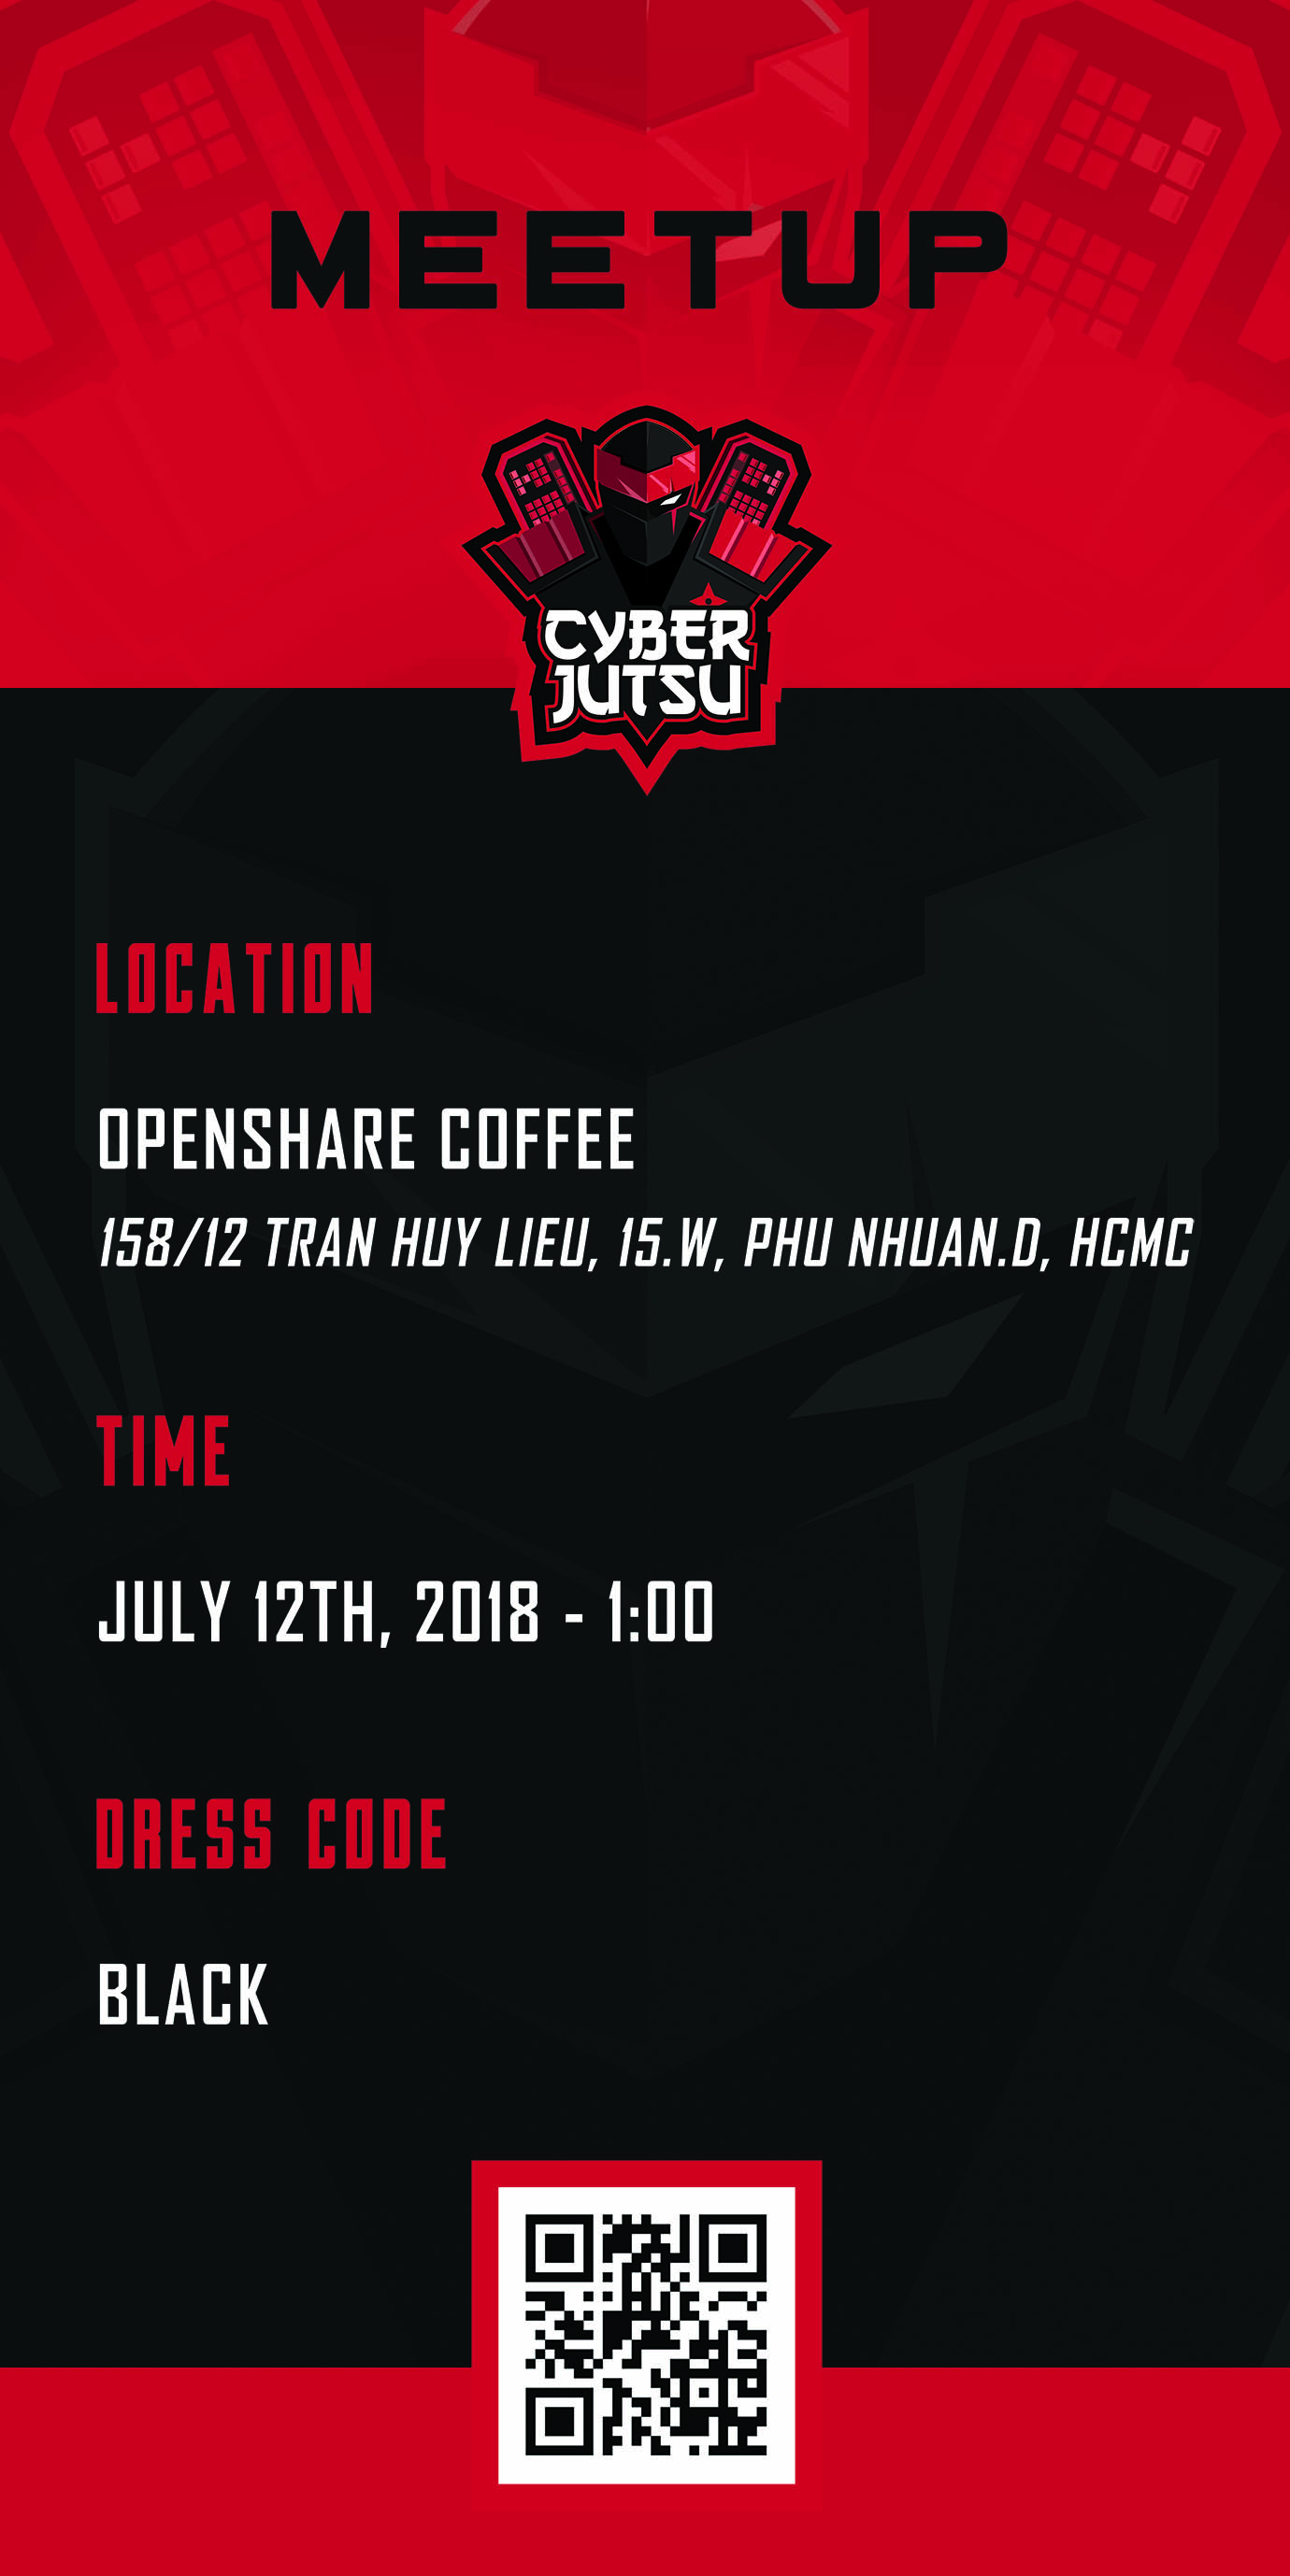 MEETUP
CYBER
JUTSU
LOCATION
OPENSHARE COFFEE
158/12 TRAN HUY LIEU, 15.W, PHU NHUAN.D, HCMC
TIME
JULY 12TH, 2018 - 1:00
DRESS CODE
BLACK